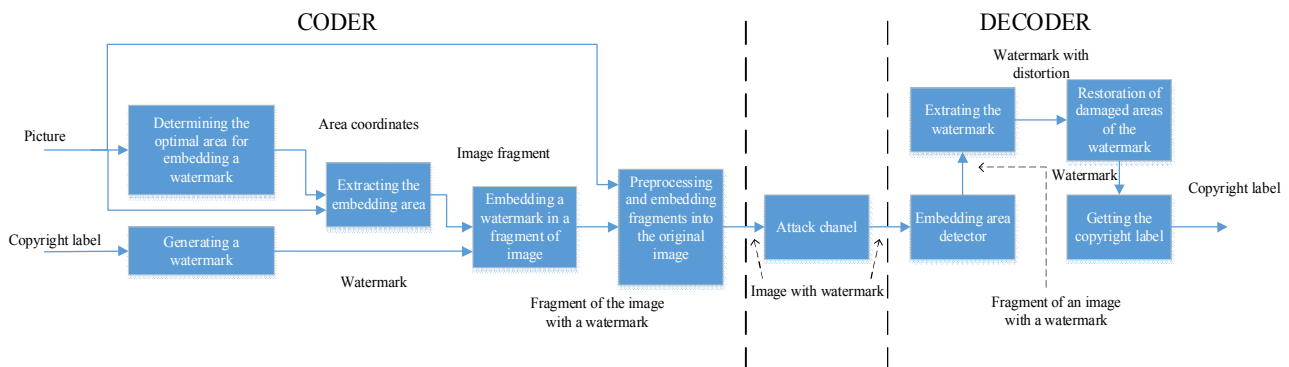 CODER
DECODER
Picture
Copyright label
Determining the
optimal area for
embedding a
watermark
Generating a
watermark
Area coordinates
Extracting the
embedding area
Image fragment
Watermark
Embedding a
watermark in a
fragment of
image
Fragment of the image
with a watermark
Preprocessing
and embedding
fragments into
the original
image
Attack chanel
Image with watermark
Embedding area
detector
Fragment of an image
with a watermark
Extrating the
watermark
Watermark with
distortion
Restoration of
damaged areas
of the
watermark
Watermark
Getting the
copyright label
Copyright label